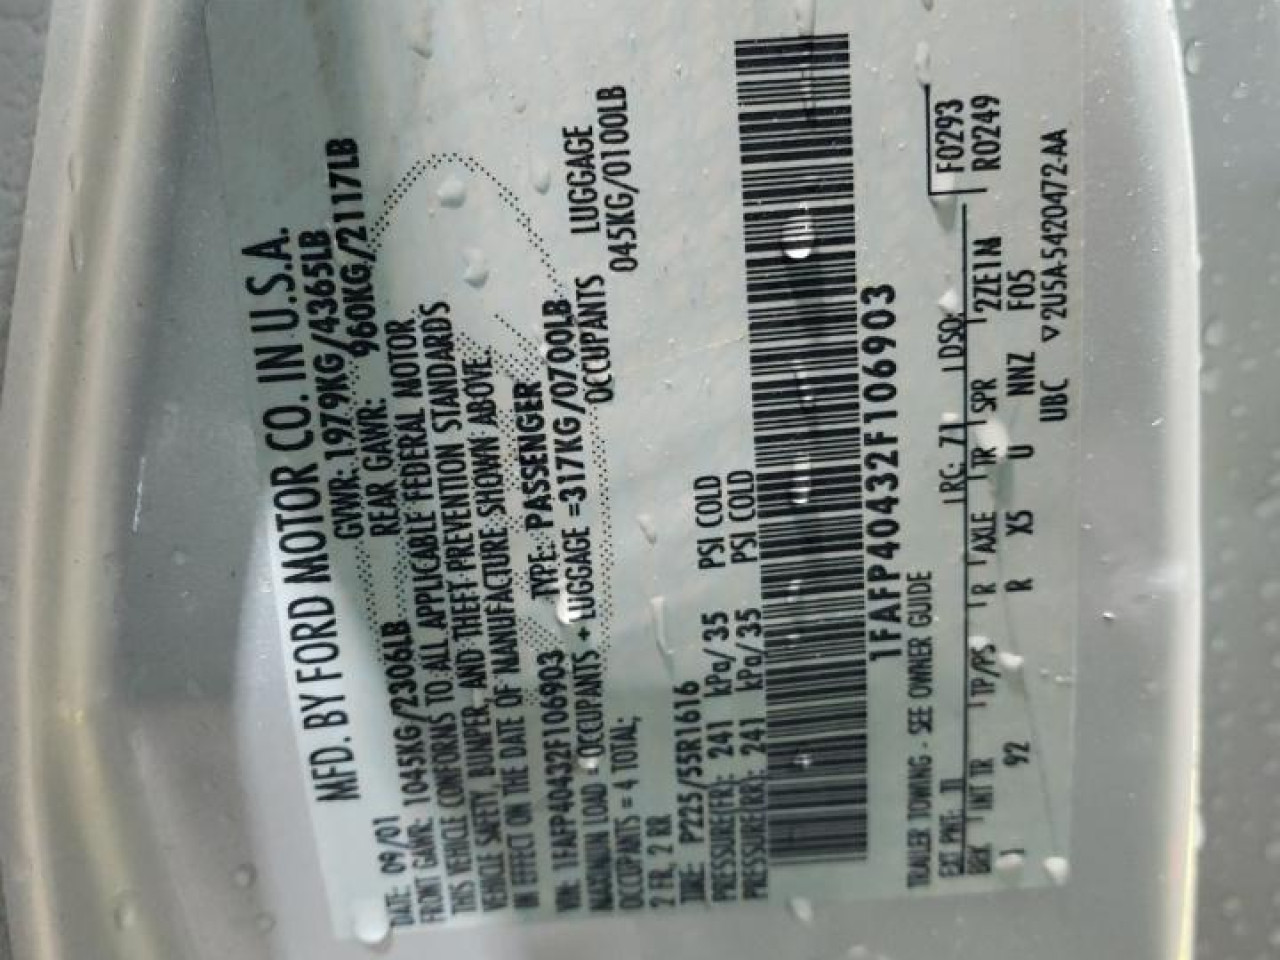 MFD. BY FORD MOTOR CO. IN U.S.A.
DATE: 09/01 GVWR: 1979KG/4365LB
FRONT GAWR: 1045KG/2306LB REAR GAWR: 960KG/2117LB
THIS VEHICLE CONFORMS TO ALL APPLICABLE FEDERAL MOTOR
VEHICLE SAFETY, BUMPER, AND THEFT PREVENTION STANDARDS
IN EFFECT ON THE DATE OF MANUFACTURE SHOWN ABOVE.
VIN: 1FAFP40432F106903 TYPE: PASSENGER
MAXIMUM LOAD = OCCUPANTS + LUGGAGE = 317KG/0700LB
OCCUPANTS = 4 TOTAL; OCCUPANTS LUGGAGE
2 FR, 2 RR 045KG/0100LB
TIRE: P225/55R1616
PRESSURE(FR): 241 kPa/ 35 PSI COLD
PRESSURE(RR): 241 kPa/ 35 PSI COLD
1FAFP40432F106903
TRAILER TOWING - SEE OWNER GUIDE
EXT PNT: RC: 71 DSO: F0293
BRK INT TR TP/PS R AXLE TR SPR 2ZE1N R0249
92 R X5 U NNZ F05
UBC ▽ 2U5A-5420472-AA